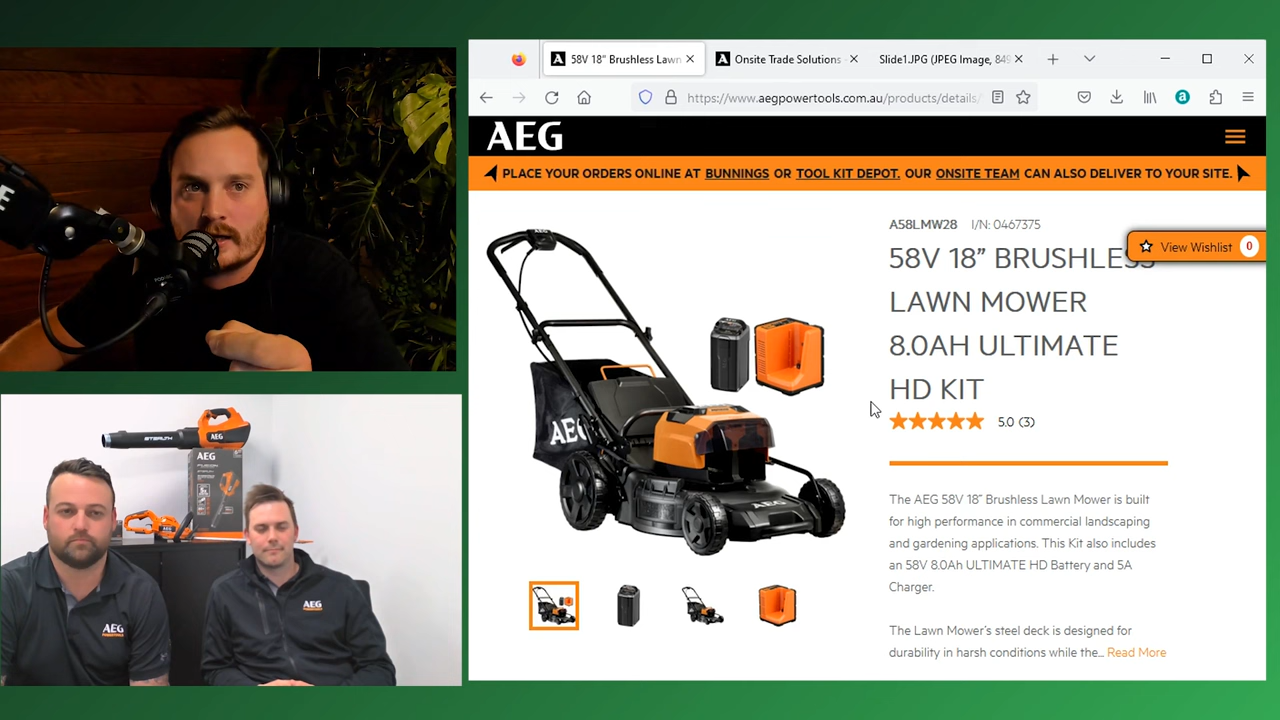 58V 18" Brushless Lawn
Onsite Trade Solutions
Slide1.JPG (JPEG Image, 849
https://www.aegpowertools.com.au/products/details/
AEG
PLACE YOUR ORDERS ONLINE AT BUNNINGS OR TOOL KIT DEPOT. OUR ONSITE TEAM CAN ALSO DELIVER TO YOUR SITE.
A58LMW28 I/N: 0467375
View Wishlist 0
58V 18” BRUSHLESS
LAWN MOWER
8.0AH ULTIMATE
HD KIT
5.0 (3)
The AEG 58V 18” Brushless Lawn Mower is built
for high performance in commercial landscaping
and gardening applications. This Kit also includes
an 58V 8.0Ah ULTIMATE HD Battery and 5A
Charger.
The Lawn Mower’s steel deck is designed for
durability in harsh conditions while the... Read More
AEG
AEG
STEALTH
AEG
AEG
FUSION
STEALTH
AEG
AEG